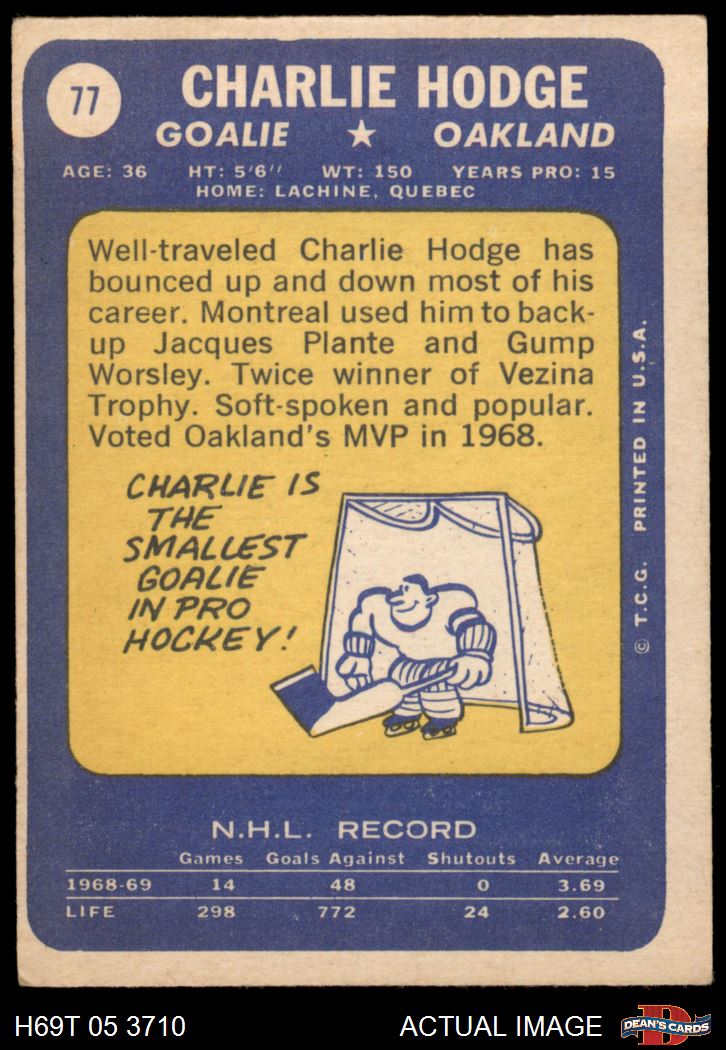 77
CHARLIE HODGE
GOALIE ★ OAKLAND
AGE: 36 HT: 5'6'' WT: 150 YEARS PRO: 15
HOME: LACHINE, QUEBEC
Well-traveled Charlie Hodge has
bounced up and down most of his
career. Montreal used him to back-
up Jacques Plante and Gump
Worsley. Twice winner of Vezina
Trophy. Soft-spoken and popular.
Voted Oakland's MVP in 1968.
CHARLIE IS
THE
SMALLEST
GOALIE
IN PRO
HOCKEY!
© T.C.G. PRINTED IN U.S.A.
N.H.L. RECORD
Games Goals Against Shutouts Average
1968-69 14 48 0 3.69
LIFE 298 772 24 2.60
H69T 05 3710 ACTUAL IMAGE
D
DEAN'S CARDS